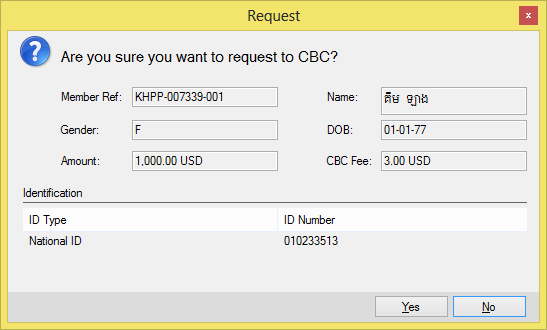 Request
Are you sure you want to request to CBC?
Member Ref: KHPP-007339-001 Name: គីម ឡាង
Gender: F DOB: 01-01-77
Amount: 1,000.00 USD CBC Fee: 3.00 USD
Identification
ID Type ID Number
National ID 010233513
Yes No